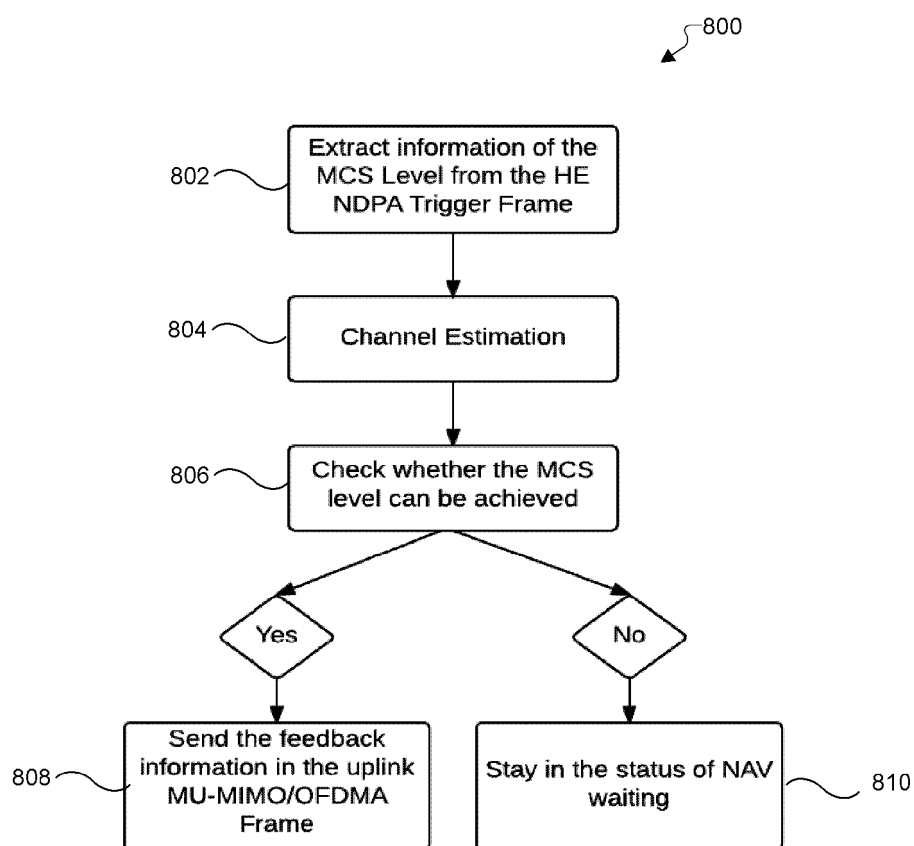 800
802
Extract information of the
MCS Level from the HE
NDPA Trigger Frame
804
Channel Estimation
806
Check whether the MCS
level can be achieved
Yes
No
808
Send the feedback
information in the uplink
MU-MIMO/OFDMA
Frame
Stay in the status of NAV
waiting
810